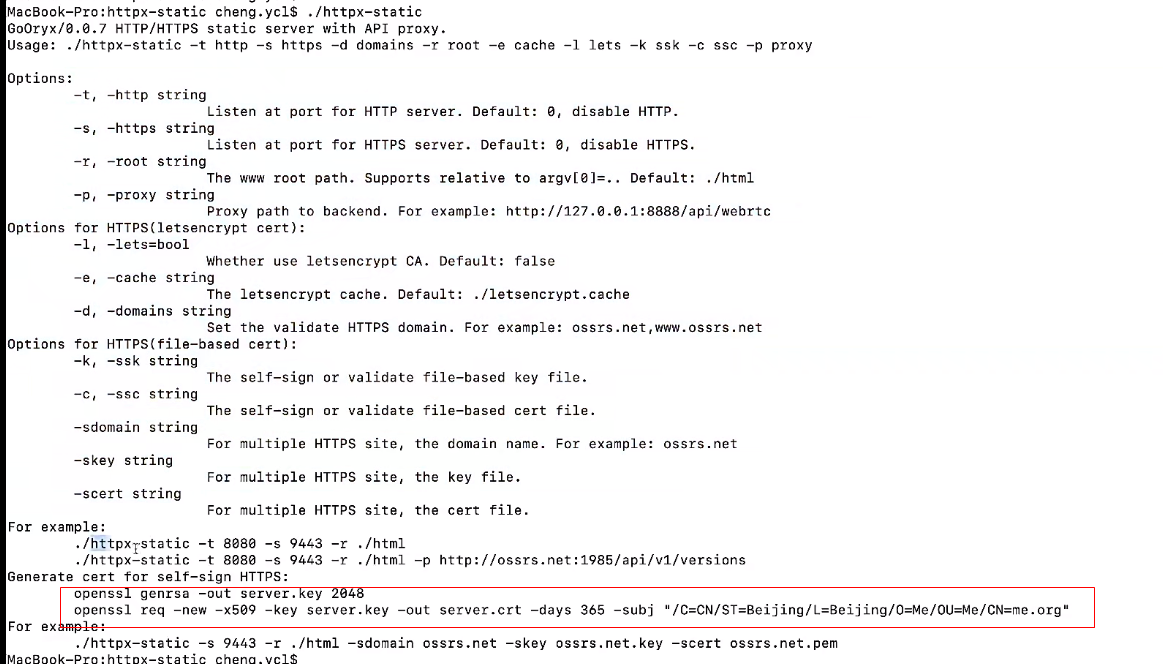 MacBook-Pro:httpx-static cheng.ycl$ ./httpx-static
GoOryx/0.0.7 HTTP/HTTPS static server with API proxy.
Usage: ./httpx-static -t http -s https -d domains -r root -e cache -l lets -k ssk -c ssc -p proxy
Options:
-t, -http string
Listen at port for HTTP server. Default: 0, disable HTTP.
-s, -https string
Listen at port for HTTPS server. Default: 0, disable HTTPS.
-r, -root string
The www root path. Supports relative to argv[0]=.. Default: ./html
-p, -proxy string
Proxy path to backend. For example: http://127.0.0.1:8888/api/webrtc
Options for HTTPS(letsencrypt cert):
-l, -lets=bool
Whether use letsencrypt CA. Default: false
-e, -cache string
The letsencrypt cache. Default: ./letsencrypt.cache
-d, -domains string
Set the validate HTTPS domain. For example: ossrs.net,www.ossrs.net
Options for HTTPS(file-based cert):
-k, -ssk string
The self-sign or validate file-based key file.
-c, -ssc string
The self-sign or validate file-based cert file.
-sdomain string
For multiple HTTPS site, the domain name. For example: ossrs.net
-skey string
For multiple HTTPS site, the key file.
-scert string
For multiple HTTPS site, the cert file.
For example:
./httpx-static -t 8080 -s 9443 -r ./html
./httpx-static -t 8080 -s 9443 -r ./html -p http://ossrs.net:1985/api/v1/versions
Generate cert for self-sign HTTPS:
openssl genrsa -out server.key 2048
openssl req -new -x509 -key server.key -out server.crt -days 365 -subj "/C=CN/ST=Beijing/L=Beijing/O=Me/OU=Me/CN=me.org"
For example:
./httpx-static -s 9443 -r ./html -sdomain ossrs.net -skey ossrs.net.key -scert ossrs.net.pem
MacBook-Pro:httpx-static cheng.ycl$